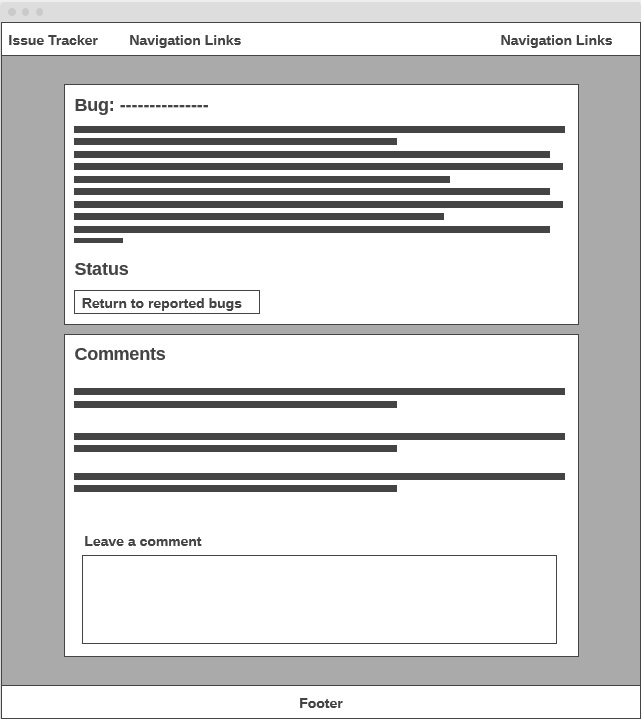 Issue Tracker Navigation Links Navigation Links
Bug: ---------------
Status
Return to reported bugs
Comments
Leave a comment
Footer